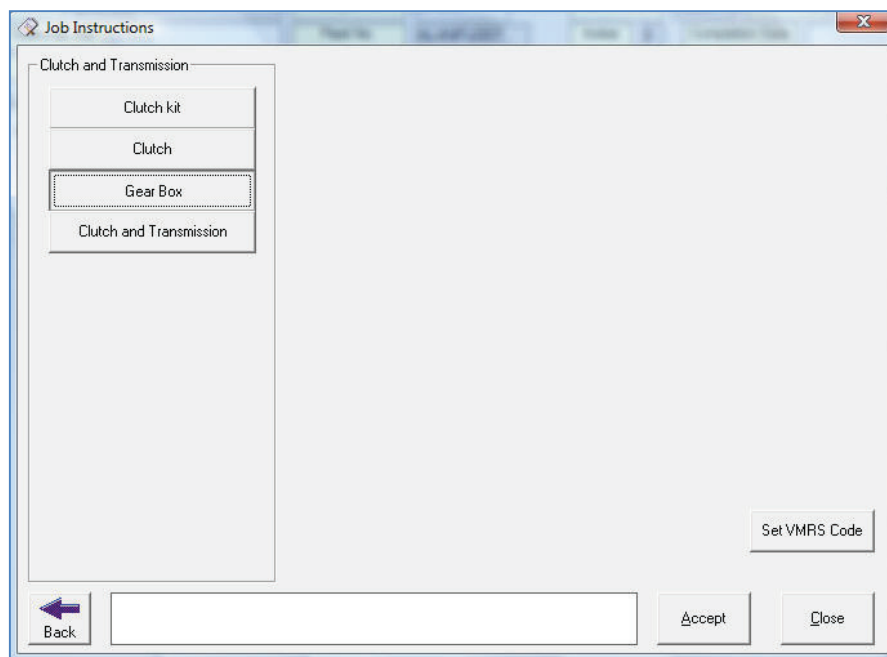 Job Instructions
Clutch and Transmission
Clutch kit
Clutch
Gear Box
Clutch and Transmission
Set VMRS Code
Back
Accept
Close